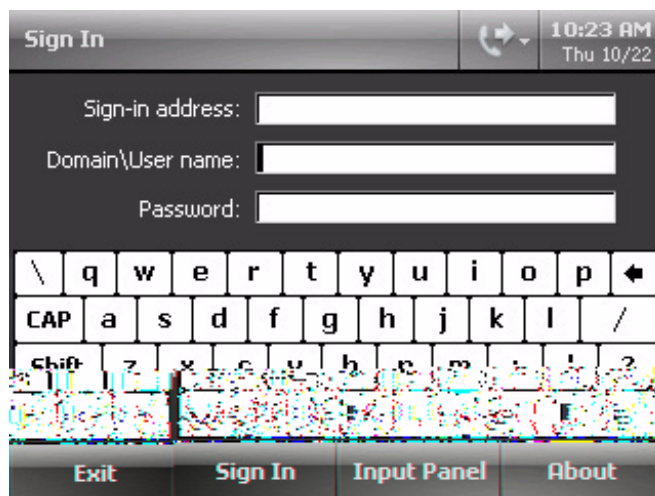 Sign In
10:23 AM
Thu 10/22
Sign-in address:
Domain\User name:
Password:
\ q w e r t y u i o p
CAP a s d f g h j k l /
Shift z x c v b n m
Exit Sign In Input Panel About